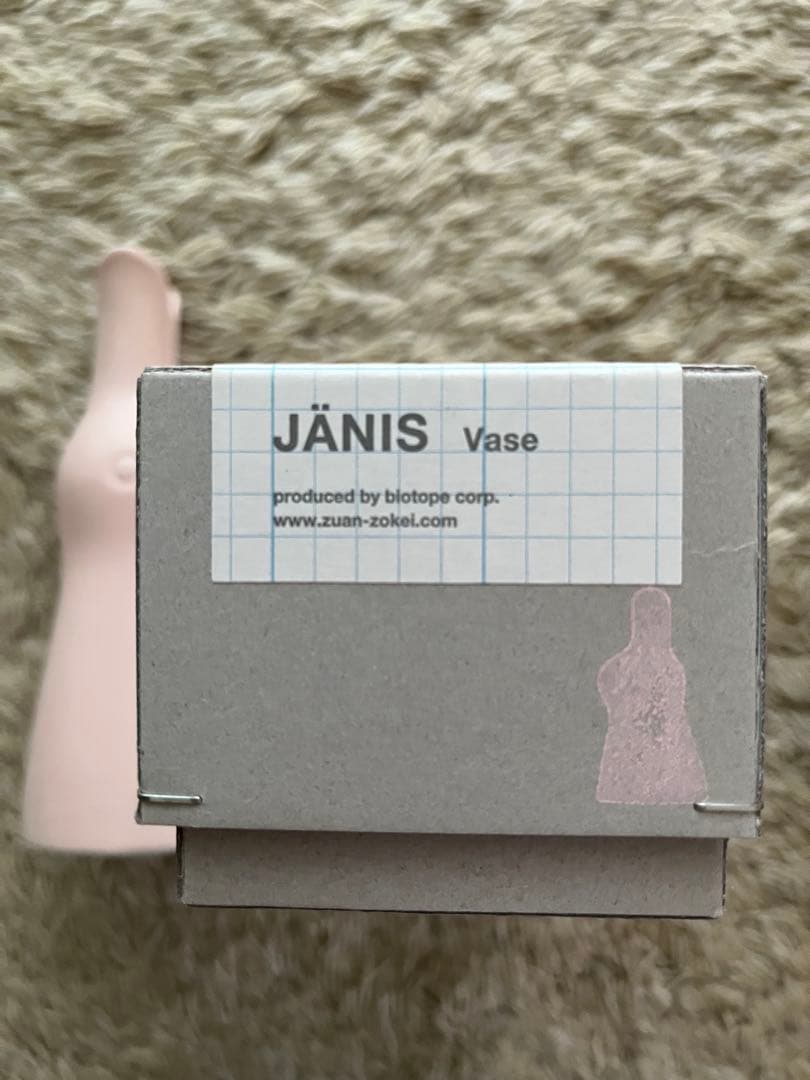 JÄNIS Vase
produced by biotope corp.
www.zuan-zokei.com